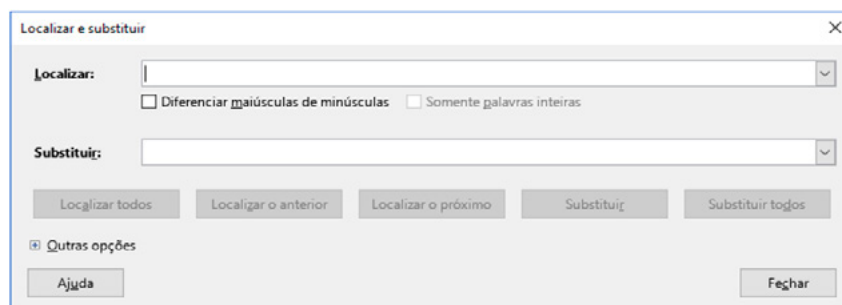 Localizar e substituir
Localizar:
Diferenciar maiúsculas de minúsculas Somente palavras inteiras
Substituir:
Localizar todos Localizar o anterior Localizar o próximo Substituir Substituir todos
Outras opções
Ajuda Fechar